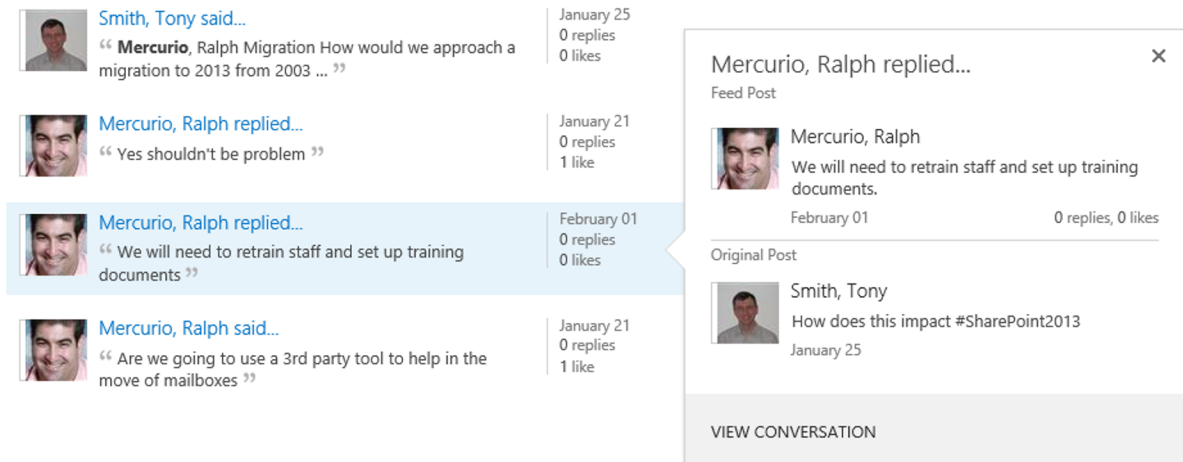 Smith, Tony said...
“ Mercurio, Ralph Migration How would we approach a
migration to 2013 from 2003 ... ”
January 25
0 replies
0 likes
Mercurio, Ralph replied...
“ Yes shouldn't be problem ”
January 21
0 replies
1 like
Mercurio, Ralph replied...
“ We will need to retrain staff and set up training
documents ”
February 01
0 replies
0 likes
Mercurio, Ralph said...
“ Are we going to use a 3rd party tool to help in the
move of mailboxes ”
January 21
0 replies
1 like
Mercurio, Ralph replied...
Feed Post
Mercurio, Ralph
We will need to retrain staff and set up training
documents.
February 01 0 replies, 0 likes
Original Post
Smith, Tony
How does this impact #SharePoint2013
January 25
VIEW CONVERSATION